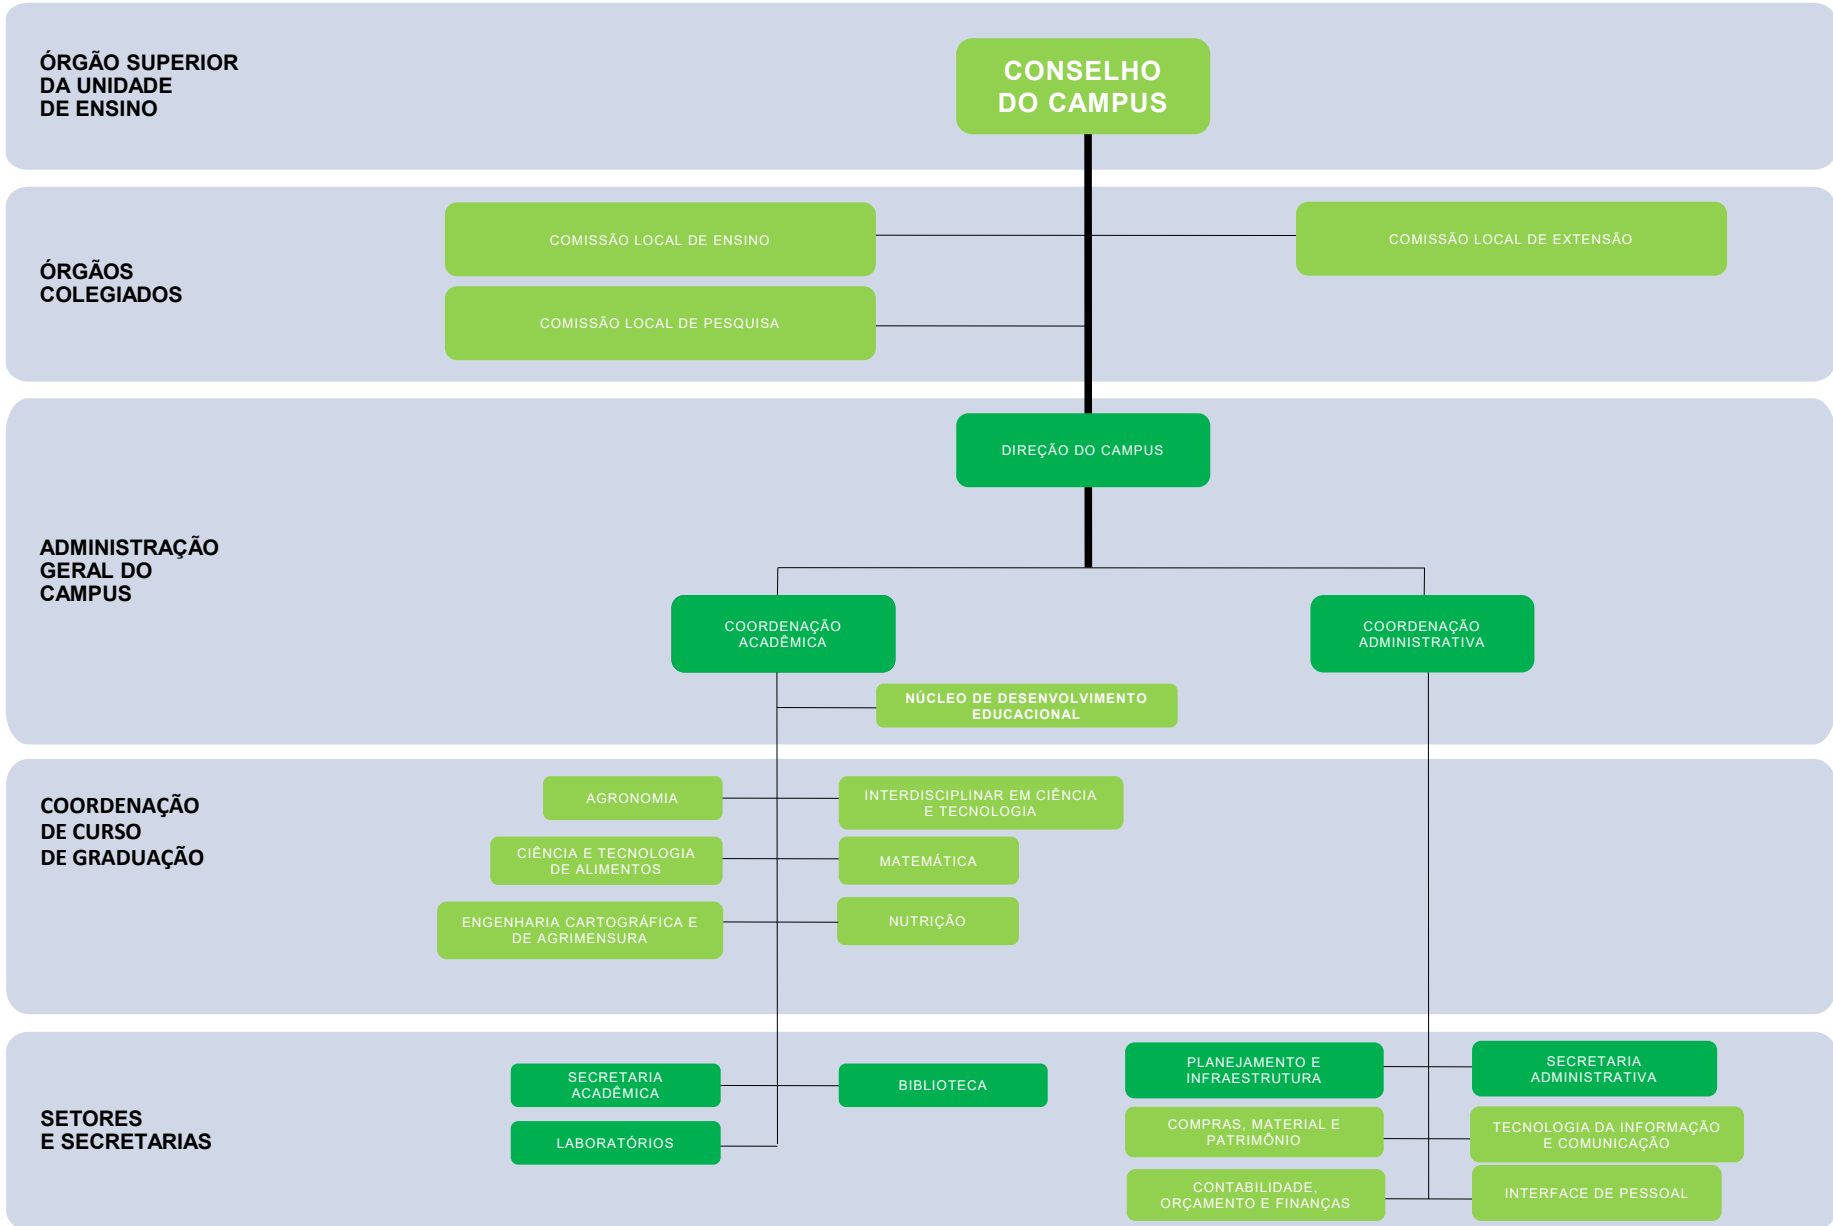 ÓRGÃO SUPERIOR
DA UNIDADE
DE ENSINO
CONSELHO
DO CAMPUS
ÓRGÃOS
COLEGIADOS
COMISSÃO LOCAL DE ENSINO
COMISSÃO LOCAL DE EXTENSÃO
COMISSÃO LOCAL DE PESQUISA
ADMINISTRAÇÃO
GERAL DO
CAMPUS
DIREÇÃO DO CAMPUS
COORDENAÇÃO
ACADÊMICA
COORDENAÇÃO
ADMINISTRATIVA
NÚCLEO DE DESENVOLVIMENTO
EDUCACIONAL
COORDENAÇÃO
DE CURSO
DE GRADUAÇÃO
AGRONOMIA
INTERDISCIPLINAR EM CIÊNCIA
E TECNOLOGIA
CIÊNCIA E TECNOLOGIA
DE ALIMENTOS
MATEMÁTICA
ENGENHARIA CARTOGRÁFICA E
DE AGRIMENSURA
NUTRIÇÃO
SETORES
E SECRETARIAS
SECRETARIA
ACADÊMICA
BIBLIOTECA
LABORATÓRIOS
PLANEJAMENTO E
INFRAESTRUTURA
SECRETARIA
ADMINISTRATIVA
COMPRAS, MATERIAL E
PATRIMÔNIO
TECNOLOGIA DA INFORMAÇÃO
E COMUNICAÇÃO
CONTABILIDADE,
ORÇAMENTO E FINANÇAS
INTERFACE DE PESSOAL